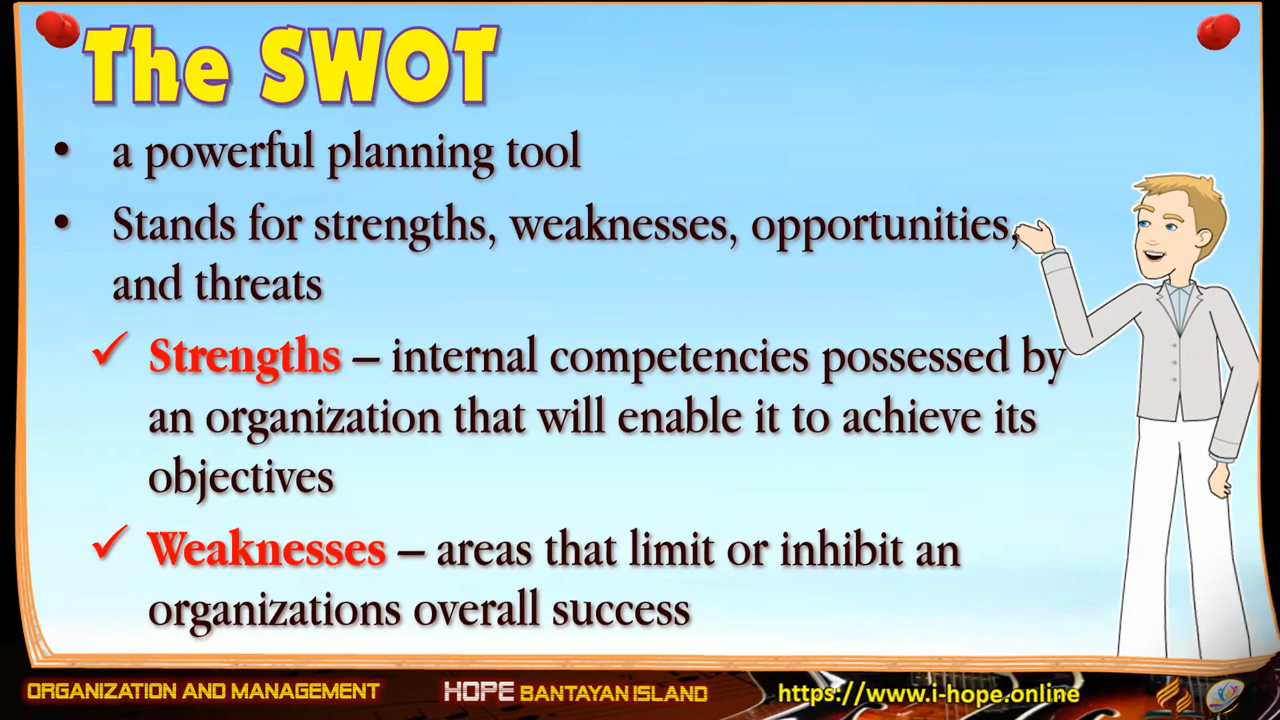 The SWOT
• a powerful planning tool
• Stands for strengths, weaknesses, opportunities,
and threats
✓ Strengths – internal competencies possessed by
an organization that will enable it to achieve its
objectives
✓ Weaknesses – areas that limit or inhibit an
organizations overall success
ORGANIZATION AND MANAGEMENT HOPE BANTAYAN ISLAND https://www.i-hope.online